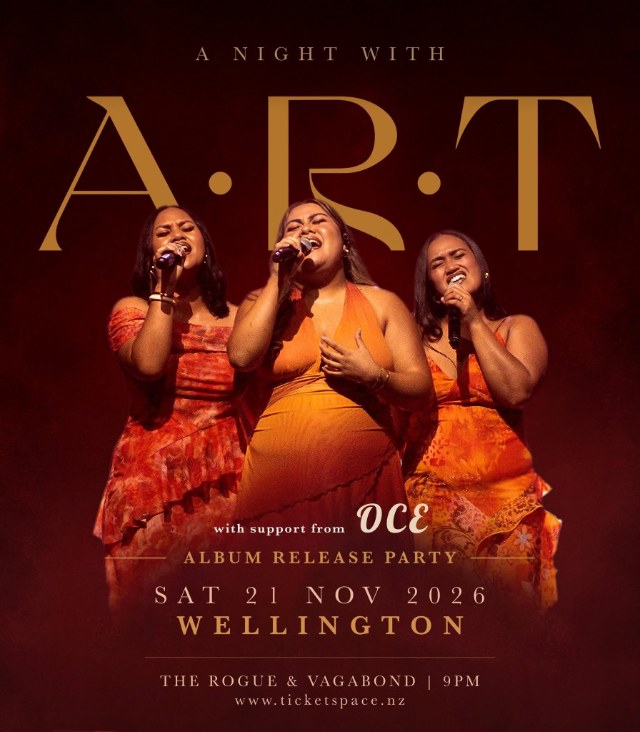 A NIGHT WITH
A·R·T
with support from OCE
ALBUM RELEASE PARTY
SAT 21 NOV 2026
WELLINGTON
THE ROGUE & VAGABOND | 9PM
www.ticketspace.nz